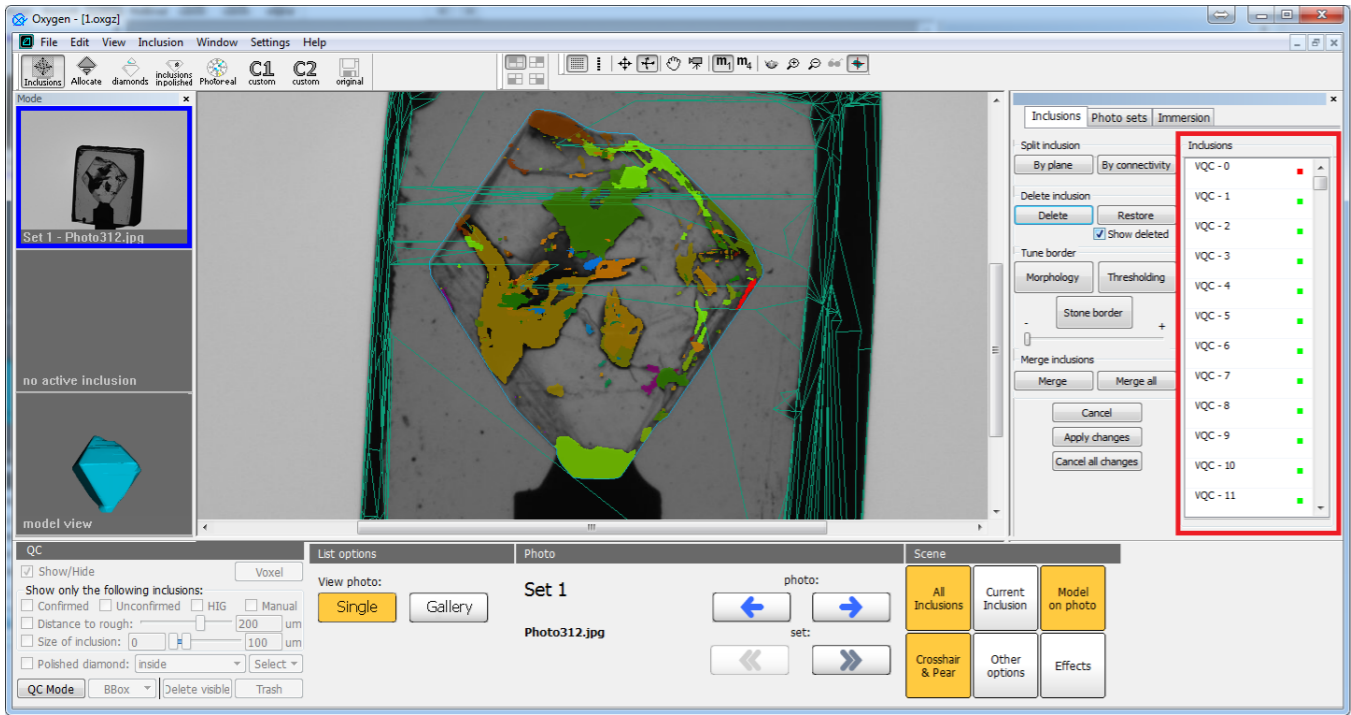 Oxygen - [1.oxgz]
File Edit View Inclusion Window Settings Help
Inclusions Allocate diamonds inclusions inpolished Photoreal C1 custom C2 custom original
m1 m4
Mode
Set 1 - Photo312.jpg
no active inclusion
model view
Inclusions Photo sets Immersion
Split inclusion
By plane By connectivity
Delete inclusion
Delete Restore
Show deleted
Tune border
Morphology Thresholding
Stone border
- +
Merge inclusions
Merge Merge all
Cancel
Apply changes
Cancel all changes
Inclusions
VQC - 0
VQC - 1
VQC - 2
VQC - 3
VQC - 4
VQC - 5
VQC - 6
VQC - 7
VQC - 8
VQC - 9
VQC - 10
VQC - 11
QC
Show/Hide Voxel
Show only the following inclusions:
Confirmed Unconfirmed HIG Manual
Distance to rough: 200 um
Size of inclusion: 0 100 um
Polished diamond: inside Select
QC Mode BBox Delete visible Trash
List options
View photo:
Single Gallery
Photo
Set 1
photo:
Photo312.jpg
set:
Scene
All Inclusions
Current Inclusion
Model on photo
Crosshair & Pear
Other options
Effects